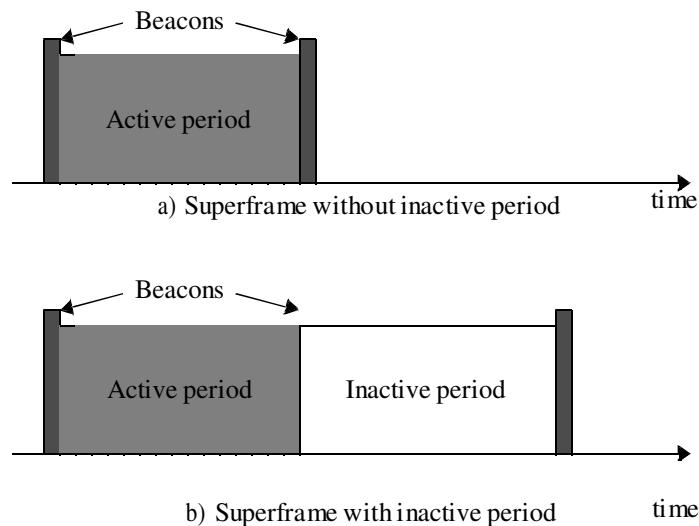 Beacons
Active period
a) Superframe without inactive period
time
Beacons
Active period
Inactive period
b) Superframe with inactive period
time